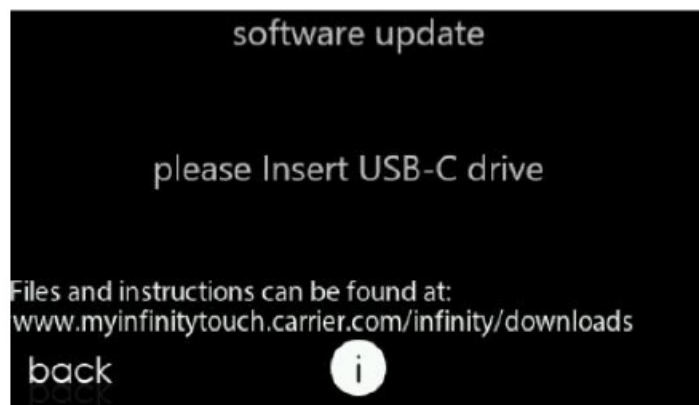 software update
please Insert USB-C drive
Files and instructions can be found at:
www.myinfinitytouch.carrier.com/infinity/downloads
back
i